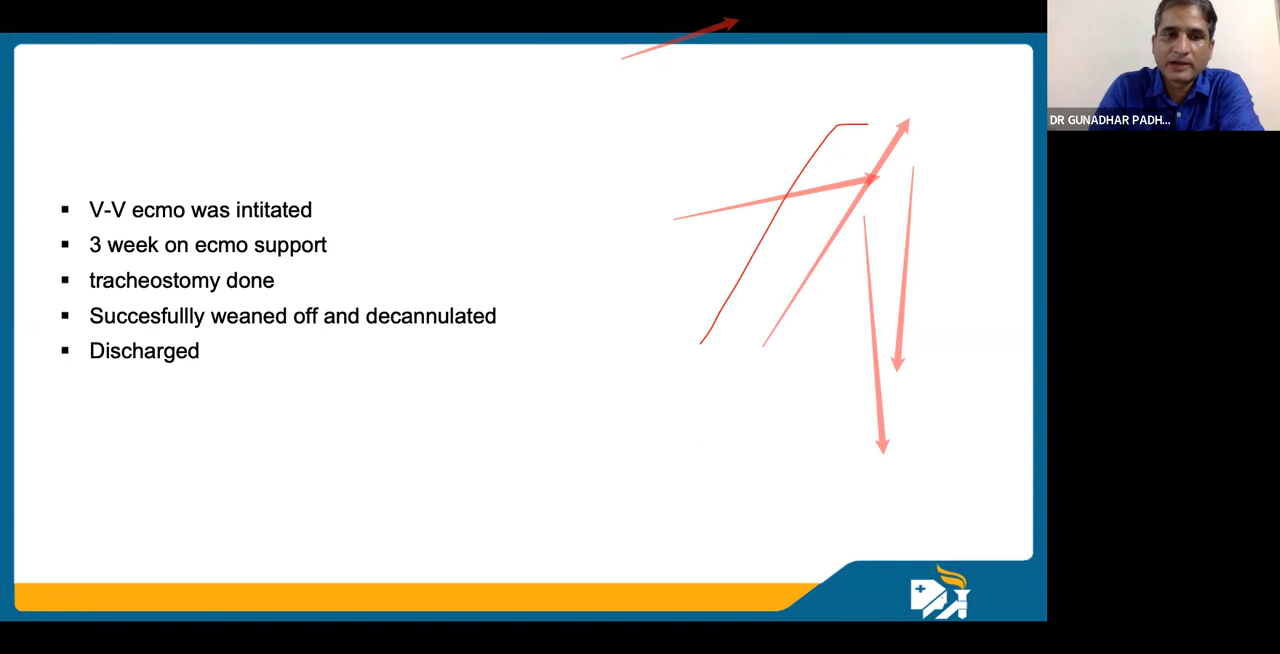 V-V ecmo was intitated
3 week on ecmo support
tracheostomy done
Succesfullly weaned off and decannulated
Discharged
DR GUNADHAR PADH...